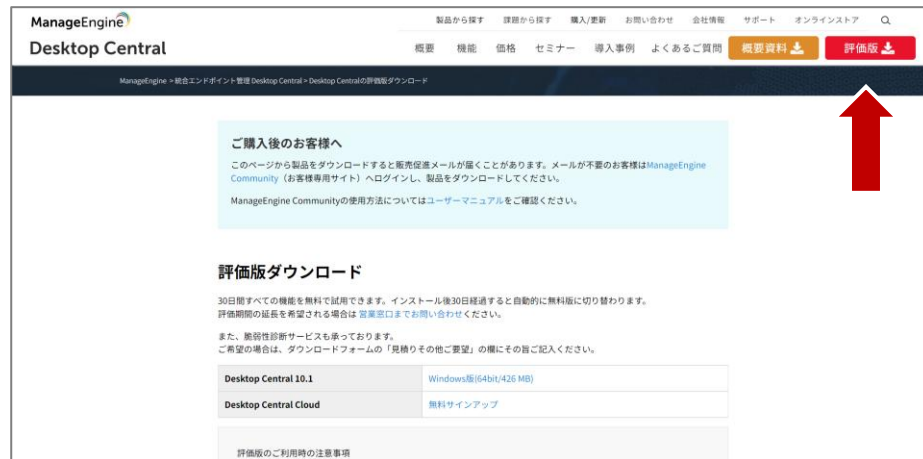 ManageEngine
製品から探す 課題から探す 購入/更新 お問い合わせ 会社情報 サポート オンラインストア
Desktop Central
概要 機能 価格 セミナー 導入事例 よくあるご質問 概要資料 評価版
ManageEngine > 統合エンドポイント管理 Desktop Central > Desktop Centralの評価版ダウンロード
ご購入後のお客様へ
このページから製品をダウンロードすると販売促進メールが届くことがあります。メールが不要のお客様はManageEngine
Community（お客様専用サイト）へログインし、製品をダウンロードしてください。
ManageEngine Communityの使用方法についてはユーザーマニュアルをご確認ください。
評価版ダウンロード
30日間すべての機能を無料で試用できます。インストール後30日経過すると自動的に無料版に切り替わります。
評価期間の延長を希望される場合は 営業窓口までお問い合わせください。
また、脆弱性診断サービスも承っております。
ご希望の場合は、ダウンロードフォームの「見積りその他ご要望」の欄にその旨ご記入ください。
Desktop Central 10.1 Windows版(64bit/426 MB)
Desktop Central Cloud 無料サインアップ
評価版のご利用時の注意事項